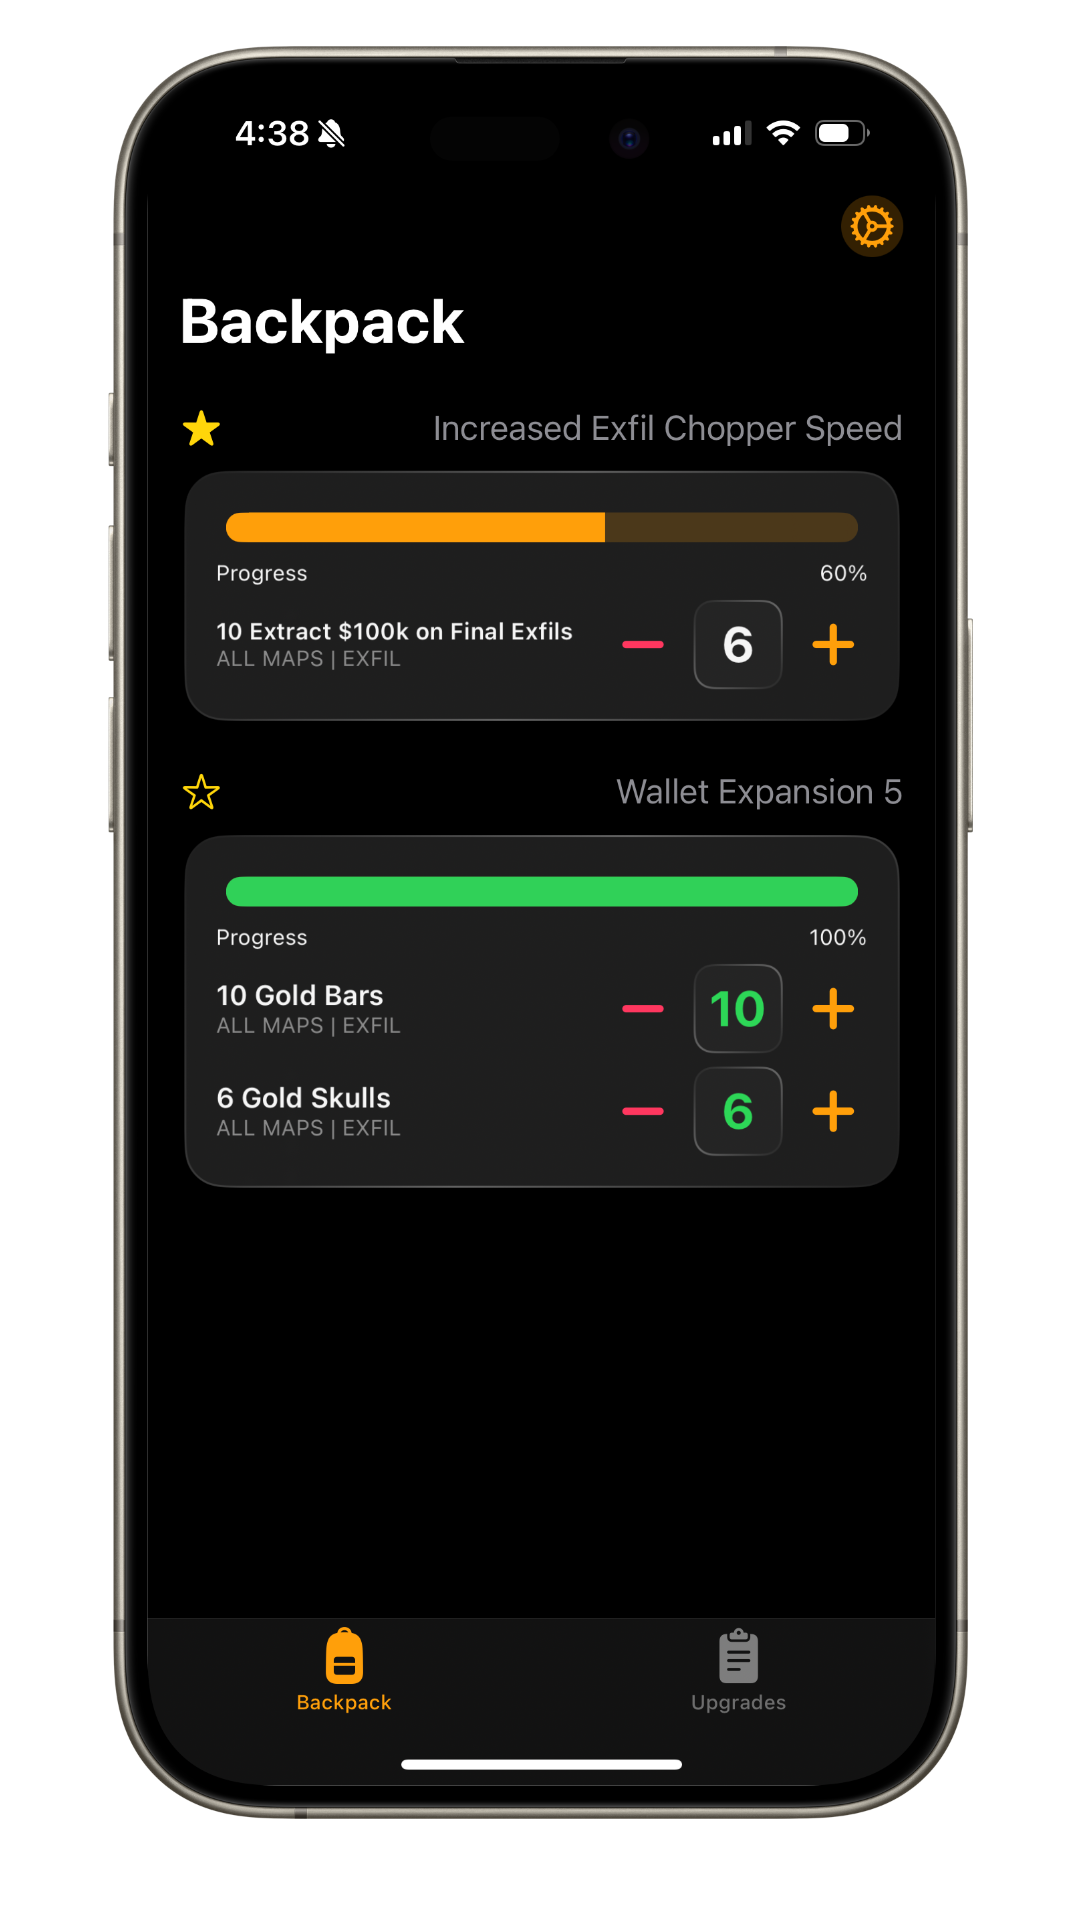 4:38
Backpack
Increased Exfil Chopper Speed
Progress 60%
10 Extract $100k on Final Exfils
ALL MAPS | EXFIL
6
Wallet Expansion 5
Progress 100%
10 Gold Bars
ALL MAPS | EXFIL
10
6 Gold Skulls
ALL MAPS | EXFIL
6
Backpack Upgrades